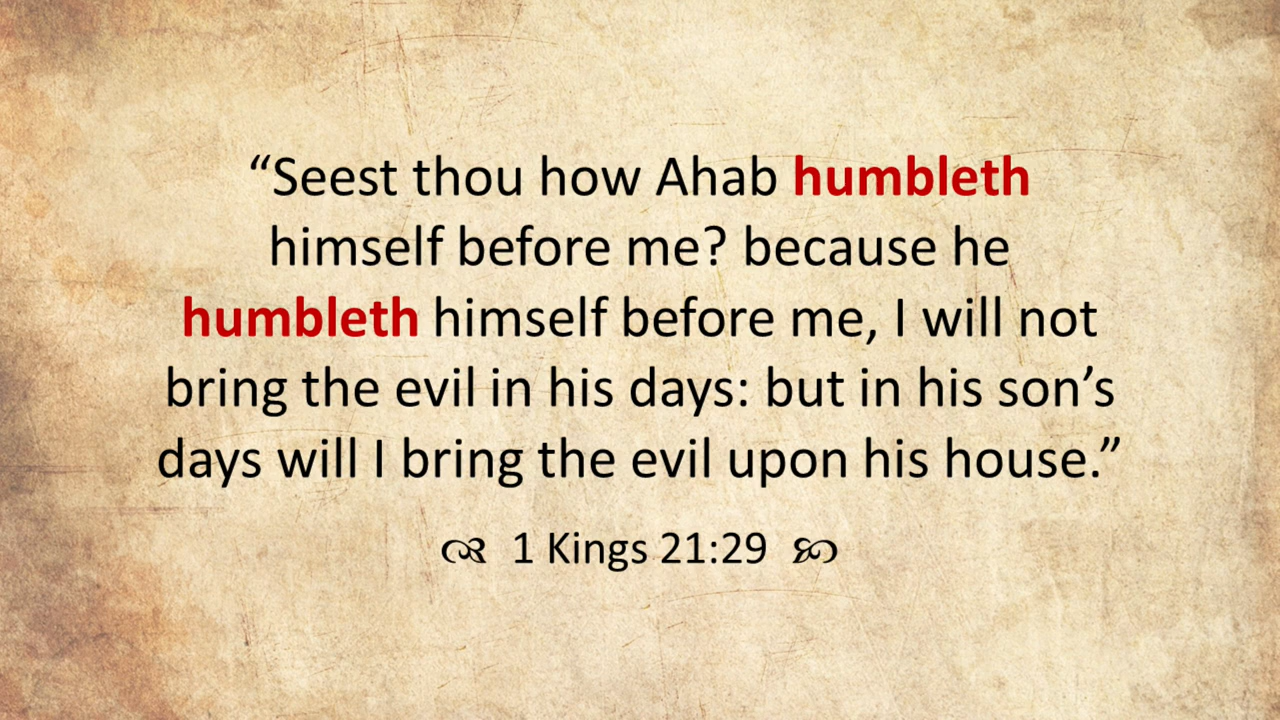 “Seest thou how Ahab humbleth
himself before me? because he
humbleth himself before me, I will not
bring the evil in his days: but in his son’s
days will I bring the evil upon his house.”
1 Kings 21:29